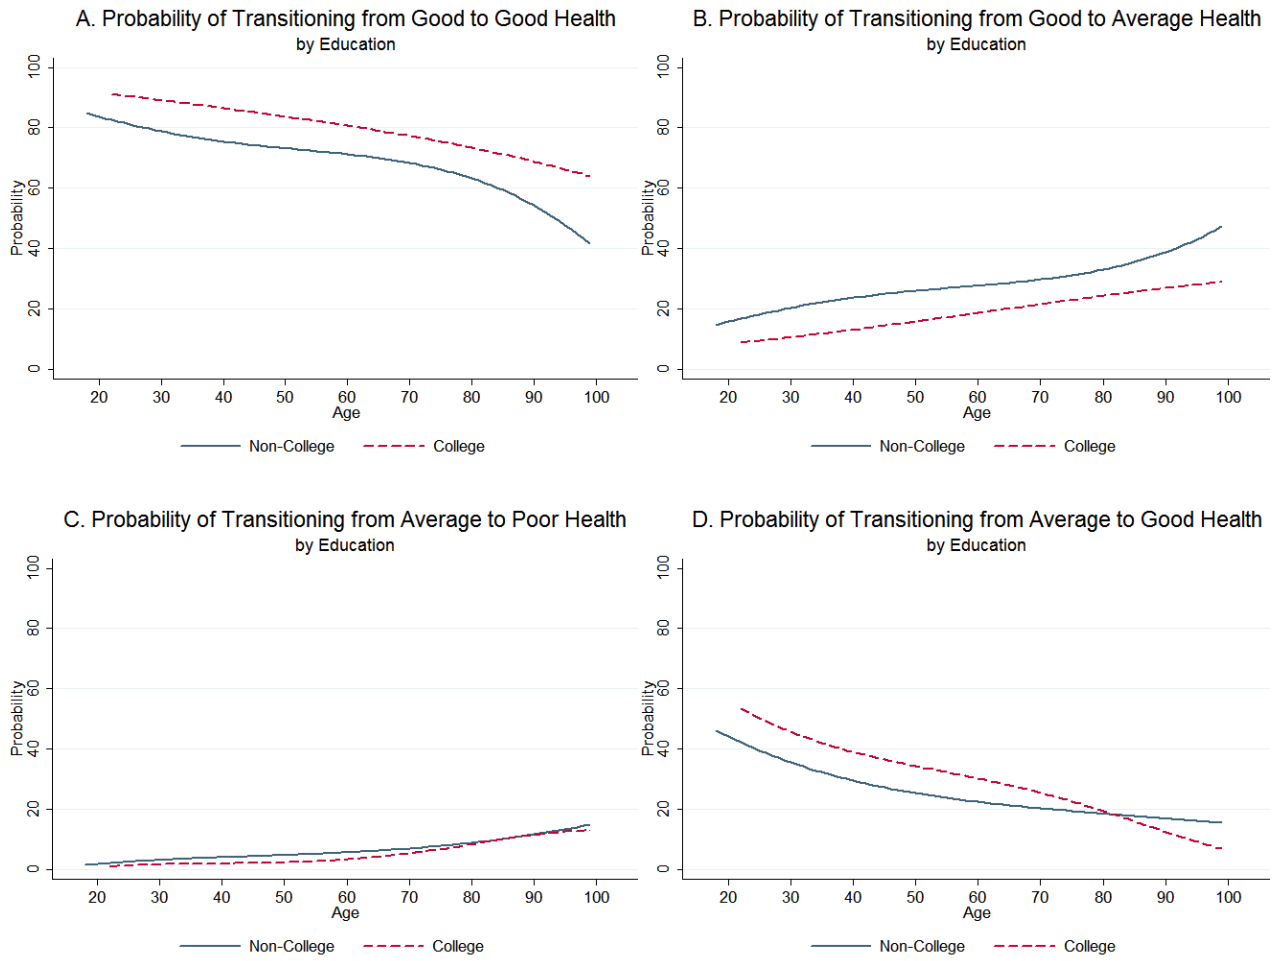 A. Probability of Transitioning from Good to Good Health
by Education
Probability
0 20 40 60 80 100
20 30 40 50 60 70 80 90 100
Age
Non-College College
B. Probability of Transitioning from Good to Average Health
by Education
Probability
0 20 40 60 80 100
20 30 40 50 60 70 80 90 100
Age
Non-College College
C. Probability of Transitioning from Average to Poor Health
by Education
Probability
0 20 40 60 80 100
20 30 40 50 60 70 80 90 100
Age
Non-College College
D. Probability of Transitioning from Average to Good Health
by Education
Probability
0 20 40 60 80 100
20 30 40 50 60 70 80 90 100
Age
Non-College College